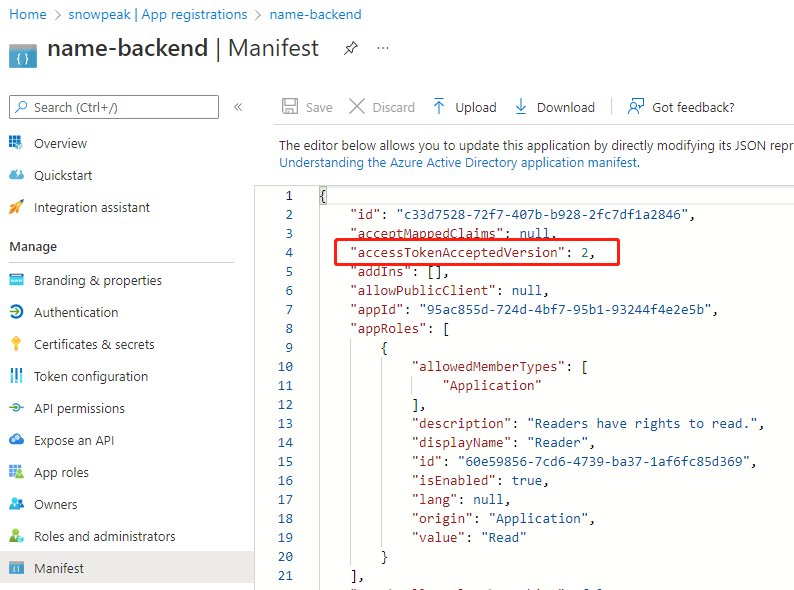 Home > snowpeak | App registrations > name-backend
name-backend | Manifest
Search (Ctrl+/)
«
Save
Discard
Upload
Download
Got feedback?
Overview
Quickstart
Integration assistant
Manage
Branding & properties
Authentication
Certificates & secrets
Token configuration
API permissions
Expose an API
App roles
Owners
Roles and administrators
Manifest
The editor below allows you to update this application by directly modifying its JSON repr
Understanding the Azure Active Directory application manifest.
1 {
2 "id": "c33d7528-72f7-407b-b928-2fc7df1a2846",
3 "acceptMappedClaims": null,
4 "accessTokenAcceptedVersion": 2,
5 "addIns": [],
6 "allowPublicClient": null,
7 "appId": "95ac855d-724d-4bf7-95b1-93244f4e2e5b",
8 "appRoles": [
9 {
10 "allowedMemberTypes": [
11 "Application"
12 ],
13 "description": "Readers have rights to read.",
14 "displayName": "Reader",
15 "id": "60e59856-7cd6-4739-ba37-1af6fc85d369",
16 "isEnabled": true,
17 "lang": null,
18 "origin": "Application",
19 "value": "Read"
20 }
21 ],